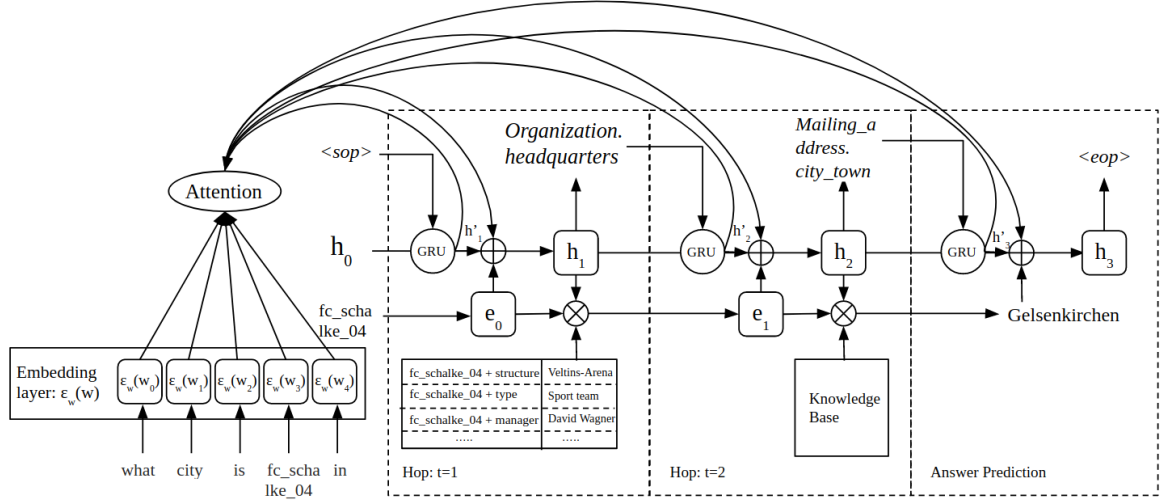 Organization.
headquarters
Mailing_a
ddress.
city_town
<sop>
<eop>
Attention
h0
GRU
h'1
h1
GRU
h'2
h2
GRU
h'3
h3
fc_scha
lke_04
e0
e1
Gelsenkirchen
Embedding
layer: εw(w)
εw(w0)
εw(w1)
εw(w2)
εw(w3)
εw(w4)
fc_schalke_04 + structure
Veltins-Arena
fc_schalke_04 + type
Sport team
fc_schalke_04 + manager
David Wagner
.....
.....
Knowledge
Base
what
city
is
fc_scha
lke_04
in
Hop: t=1
Hop: t=2
Answer Prediction